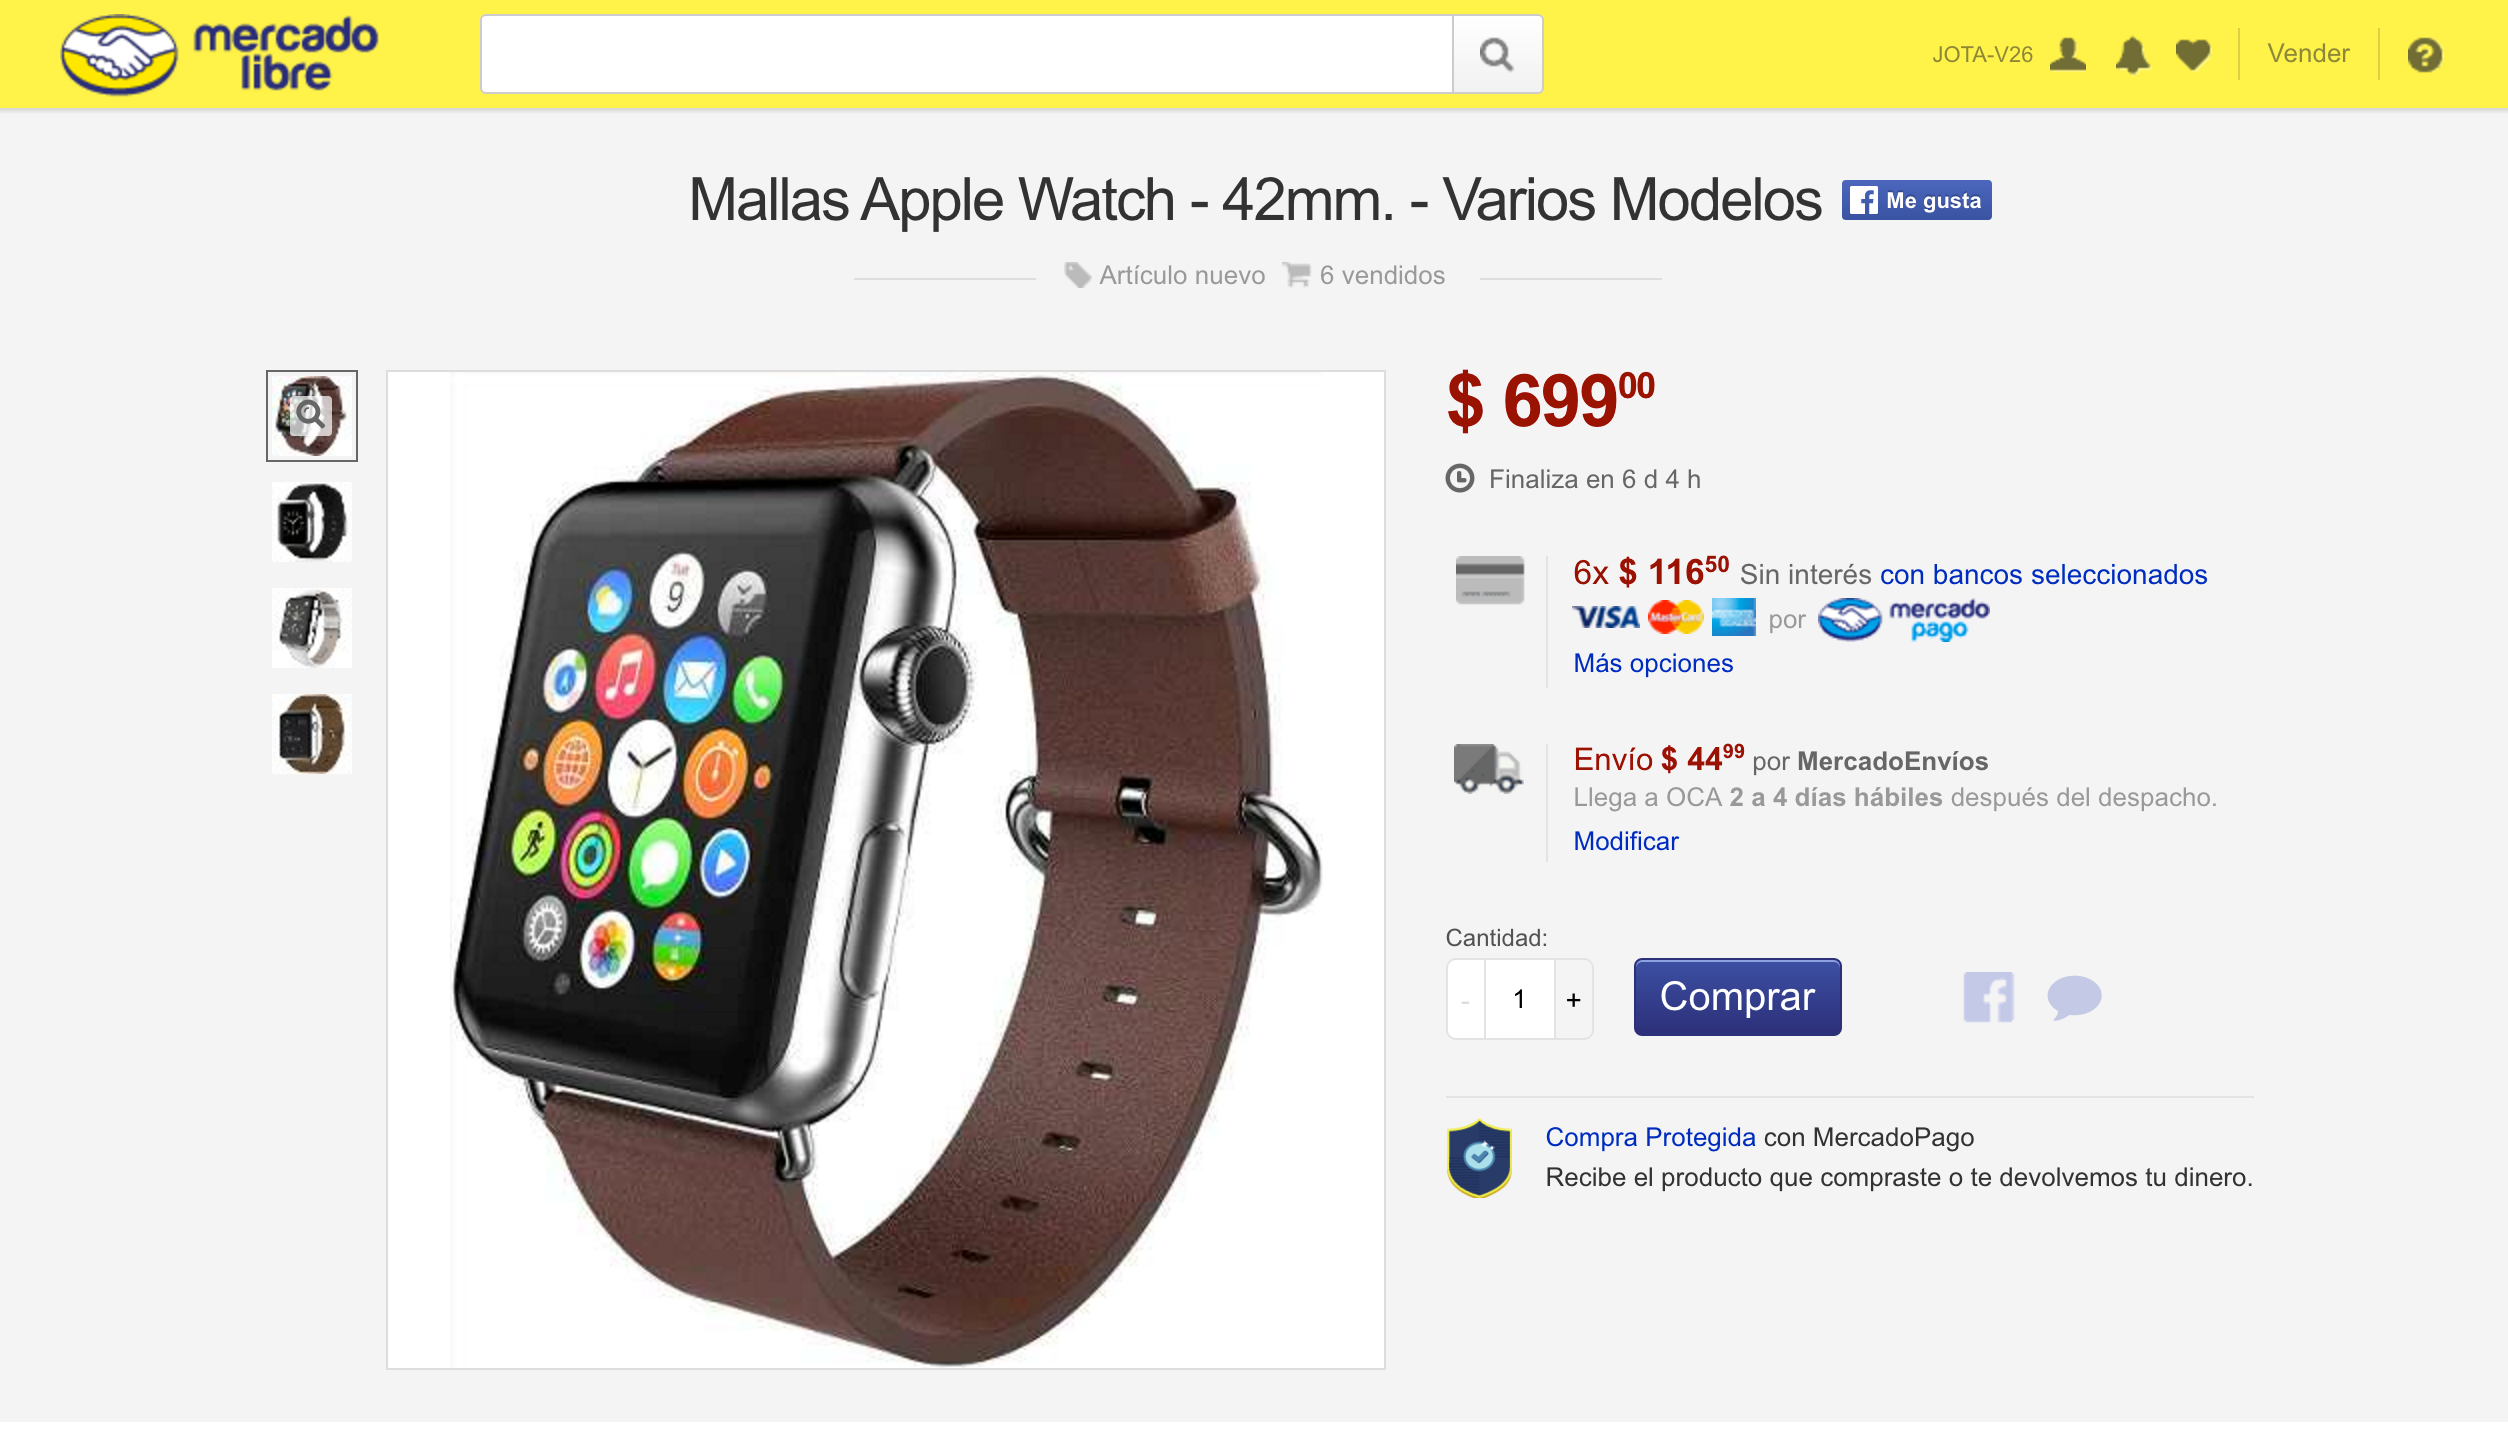 mercado
libre
JOTA-V26
Vender
?
Mallas Apple Watch - 42mm. - Varios Modelos
Me gusta
Artículo nuevo
6 vendidos
$ 699 00
Finaliza en 6 d 4 h
TUE
9
6x $ 116 50 Sin interés con bancos seleccionados
VISA MasterCard por mercado
pago
Más opciones
Envío $ 44 99 por MercadoEnvíos
Llega a OCA 2 a 4 días hábiles después del despacho.
Modificar
Cantidad:
- 1 +
Comprar
Compra Protegida con MercadoPago
Recibe el producto que compraste o te devolvemos tu dinero.